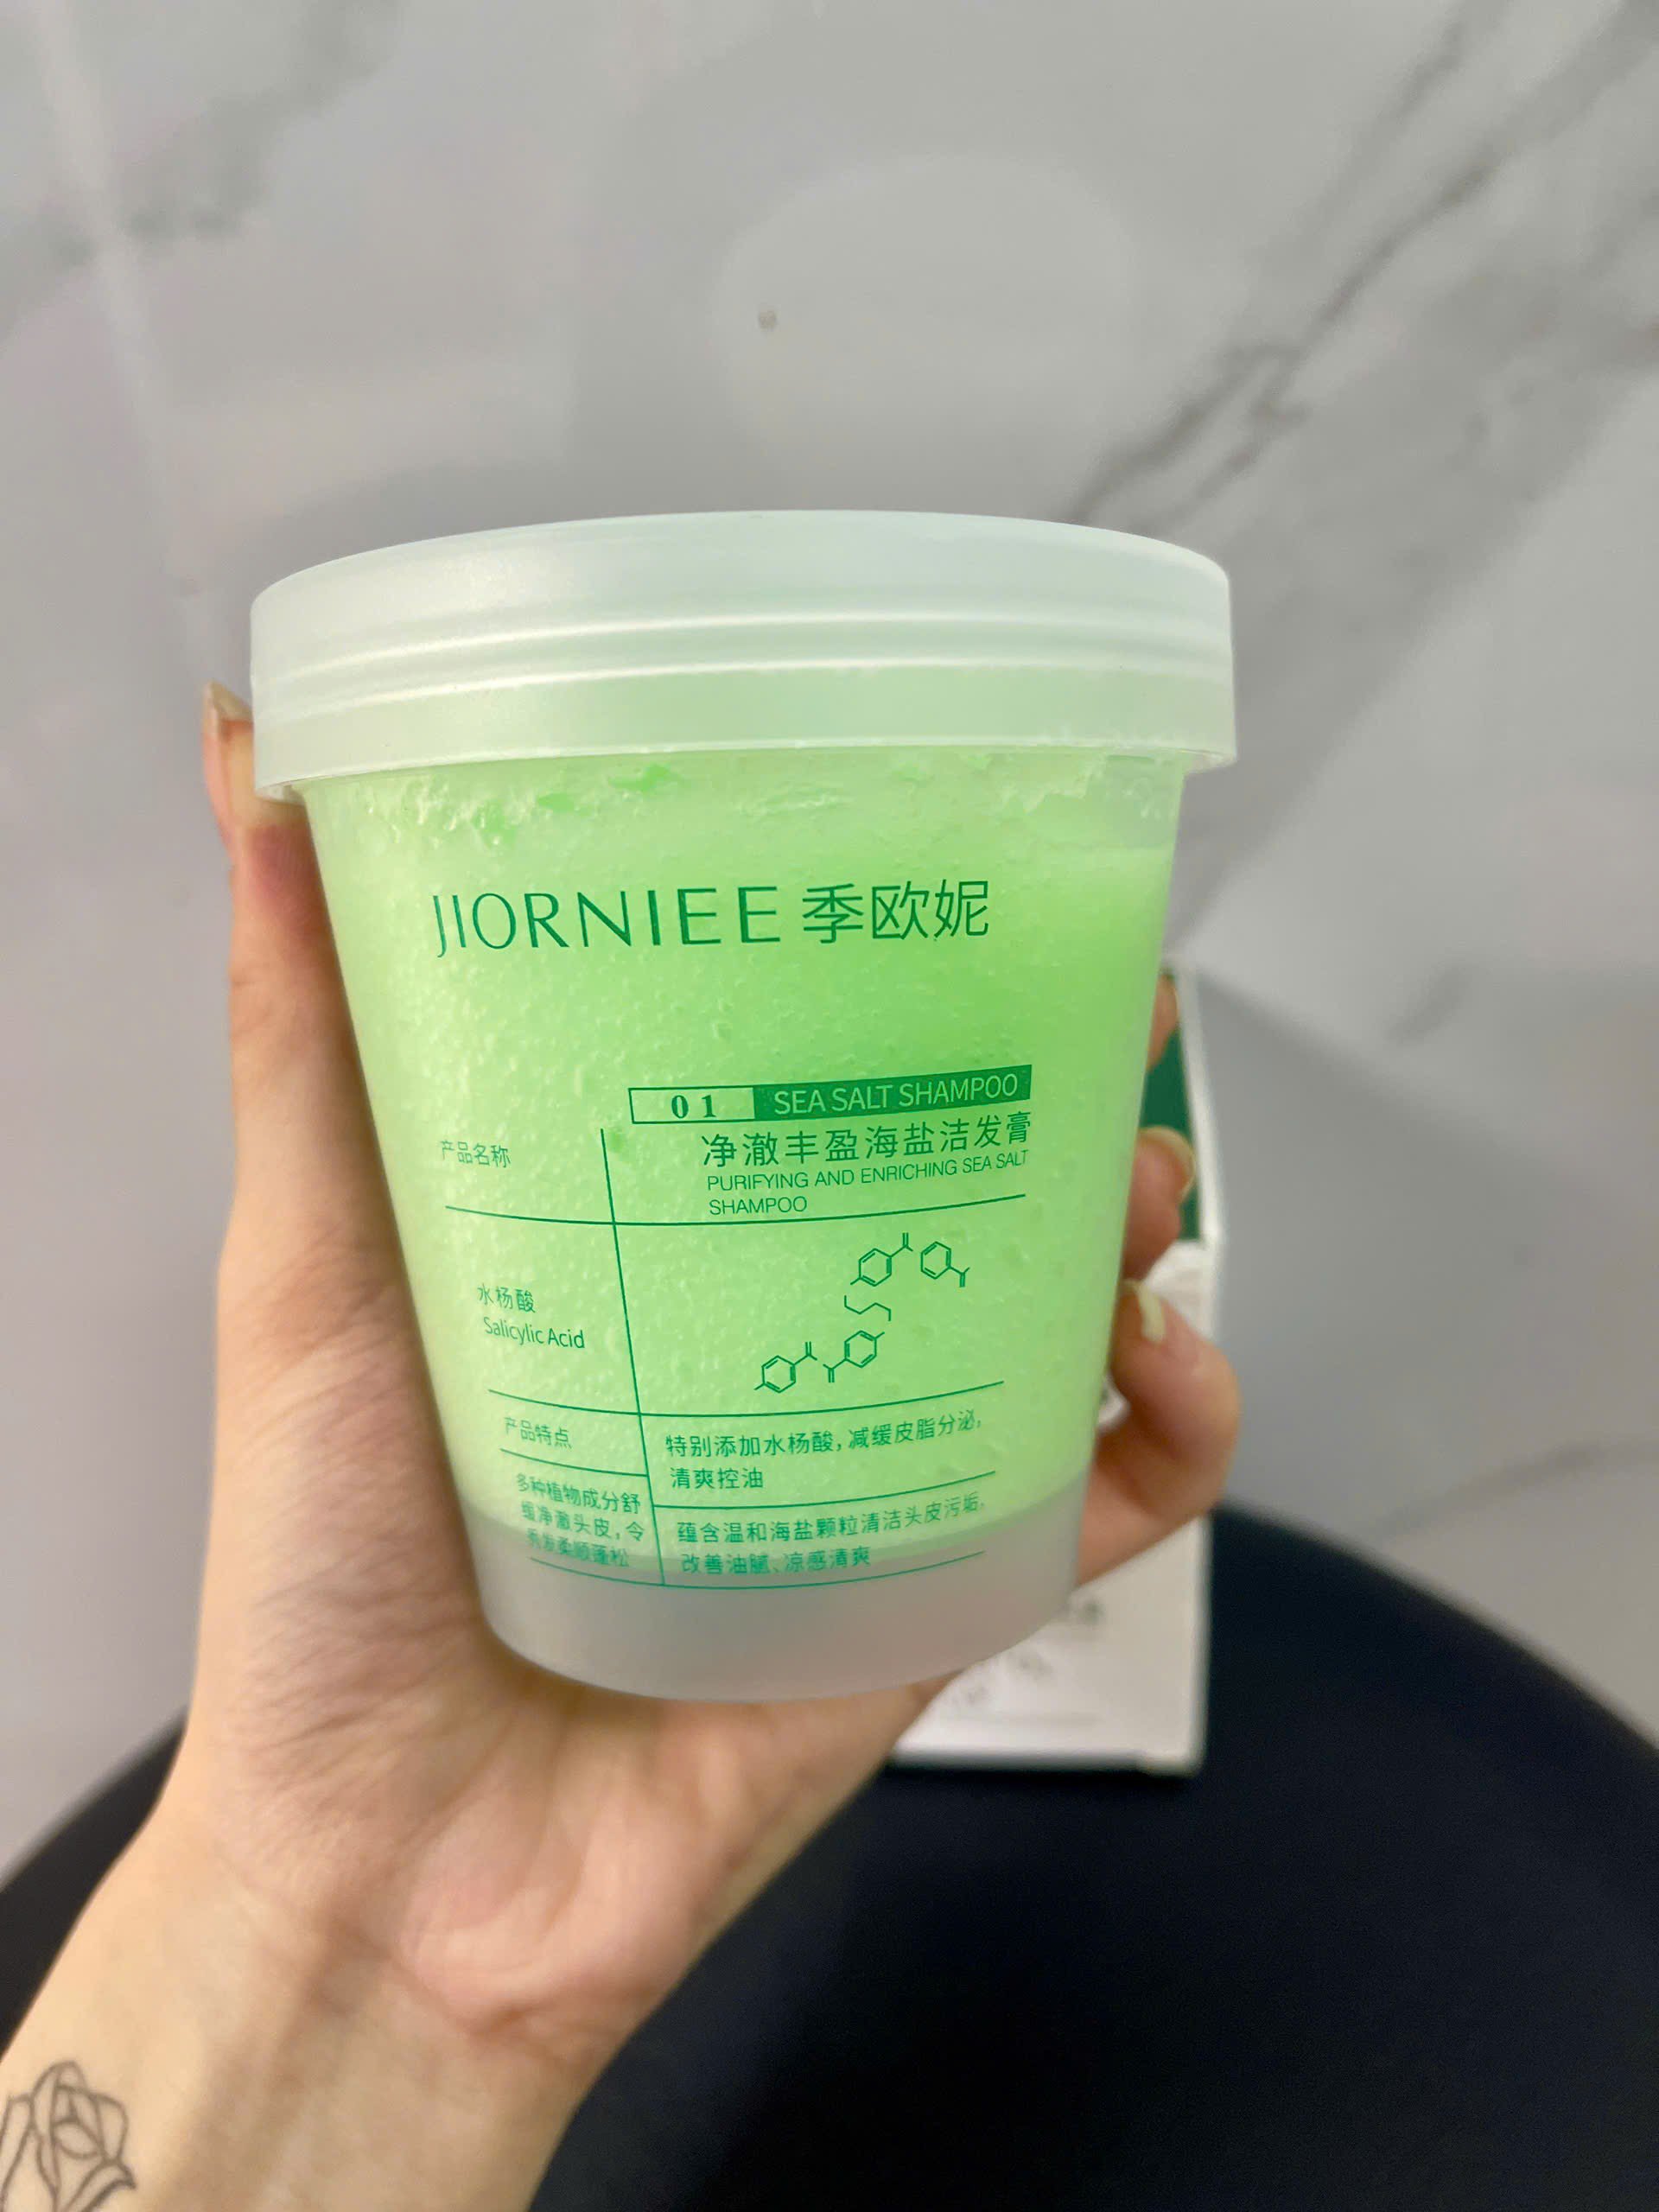 JIORNIEE 季欧妮
01 SEA SALT SHAMPOO
产品名称
净澈丰盈海盐洁发膏
PURIFYING AND ENRICHING SEA SALT
SHAMPOO
水杨酸
Salicylic Acid
产品特点
特别添加水杨酸,减缓皮脂分泌,
清爽控油
多种植物成分舒
缓净澈头皮,令
秀发柔顺蓬松
蕴含温和海盐颗粒清洁头皮污垢,
改善油腻、凉感清爽